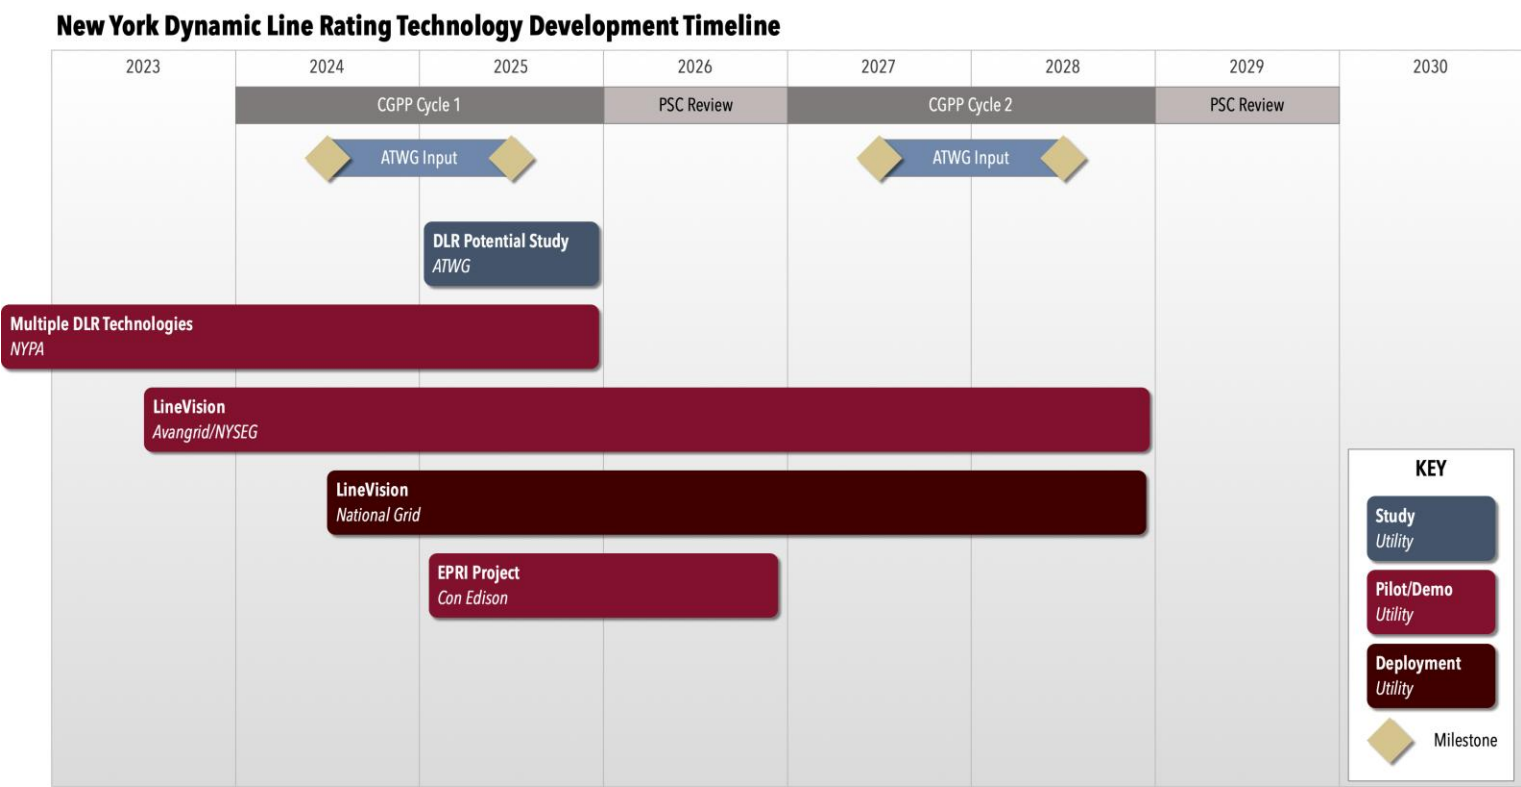 New York Dynamic Line Rating Technology Development Timeline
2023 2024 2025 2026 2027 2028 2029 2030
CGPP Cycle 1 PSC Review CGPP Cycle 2 PSC Review
ATWG Input ATWG Input
DLR Potential Study
ATWG
Multiple DLR Technologies
NYPA
LineVision
Avangrid/NYSEG
LineVision
National Grid
EPRI Project
Con Edison
KEY
Study
Utility
Pilot/Demo
Utility
Deployment
Utility
Milestone